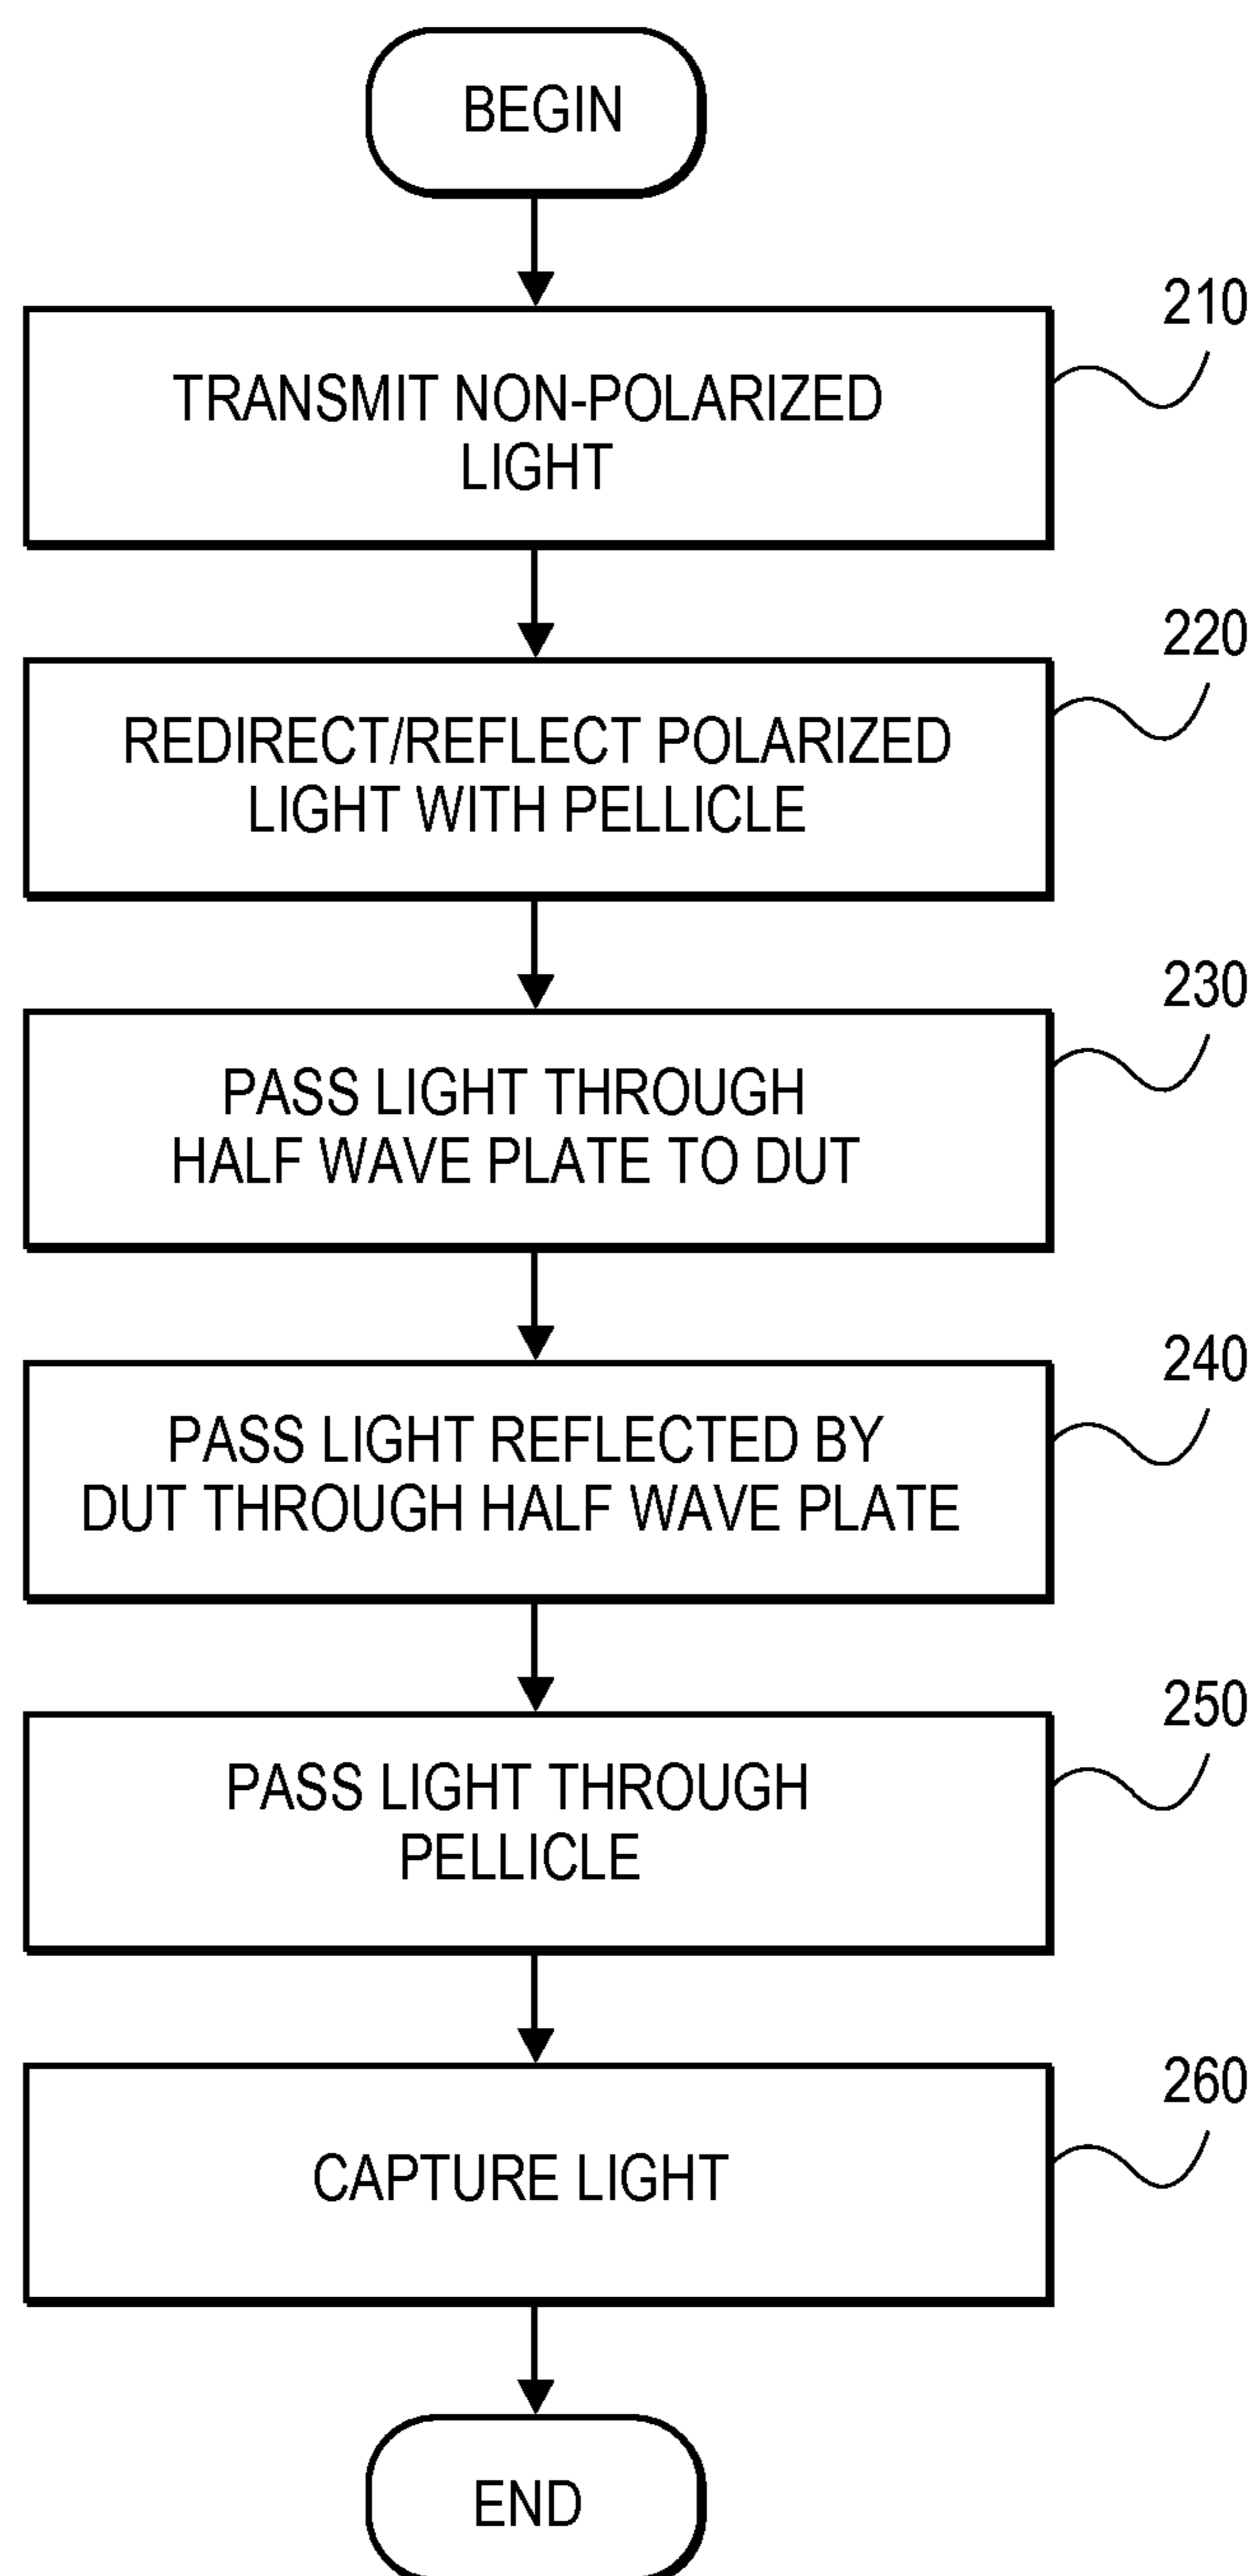 BEGIN
210
TRANSMIT NON-POLARIZED
LIGHT
220
REDIRECT/REFLECT POLARIZED
LIGHT WITH PELLICLE
230
PASS LIGHT THROUGH
HALF WAVE PLATE TO DUT
240
PASS LIGHT REFLECTED BY
DUT THROUGH HALF WAVE PLATE
250
PASS LIGHT THROUGH
PELLICLE
260
CAPTURE LIGHT
END